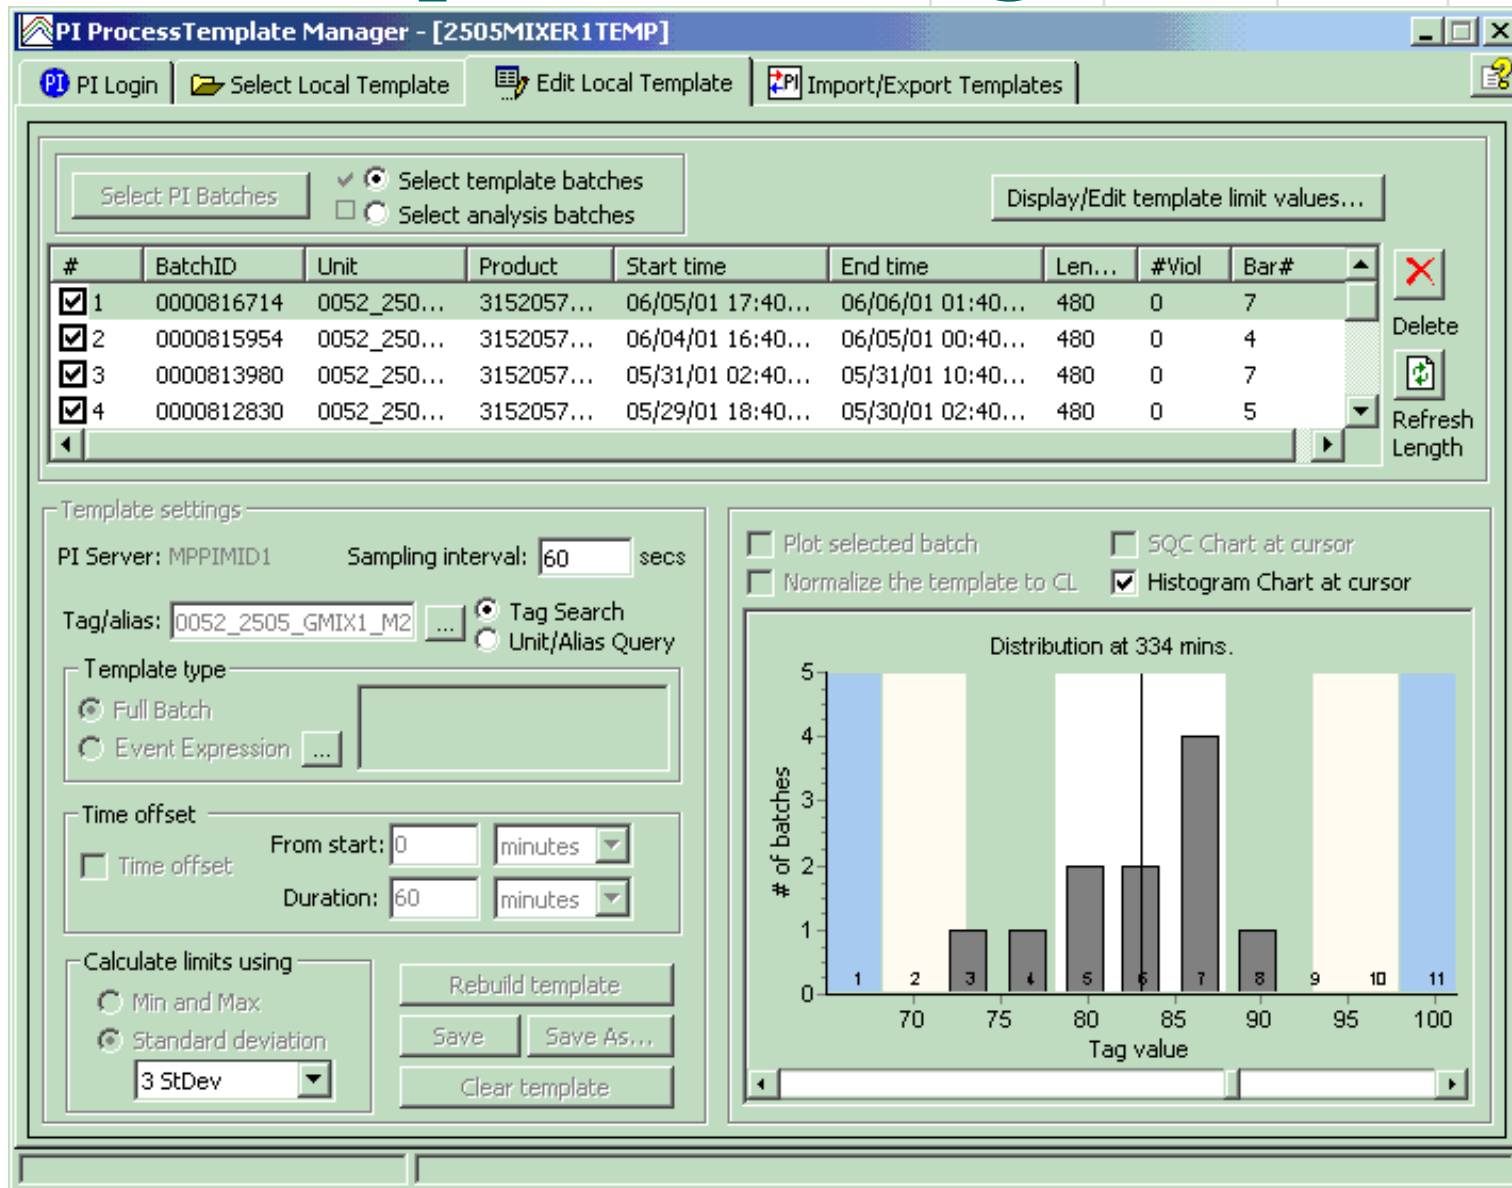 PI ProcessTemplate Manager - [2505MIXER1TEMP]
PI Login
Select Local Template
Edit Local Template
Import/Export Templates
Select PI Batches
Select template batches
Select analysis batches
Display/Edit template limit values...
# BatchID Unit Product Start time End time Len... #Viol Bar#
1 0000816714 0052_250... 3152057... 06/05/01 17:40... 06/06/01 01:40... 480 0 7
2 0000815954 0052_250... 3152057... 06/04/01 16:40... 06/05/01 00:40... 480 0 4
3 0000813980 0052_250... 3152057... 05/31/01 02:40... 05/31/01 10:40... 480 0 7
4 0000812830 0052_250... 3152057... 05/29/01 18:40... 05/30/01 02:40... 480 0 5
Delete
Refresh
Length
Template settings
PI Server: MPPIMID1 Sampling interval: 60 secs
Tag/alias: 0052_2505_GMIX1_M2 ... Tag Search
Unit/Alias Query
Template type
Full Batch
Event Expression ...
Time offset
Time offset
From start: 0 minutes
Duration: 60 minutes
Calculate limits using
Min and Max
Standard deviation
3 StDev
Rebuild template
Save Save As...
Clear template
Plot selected batch
SQC Chart at cursor
Normalize the template to CL
Histogram Chart at cursor
Distribution at 334 mins.
# of batches
5
4
3
2
1
0
1 2 3 4 5 6 7 8 9 10 11
70 75 80 85 90 95 100
Tag value